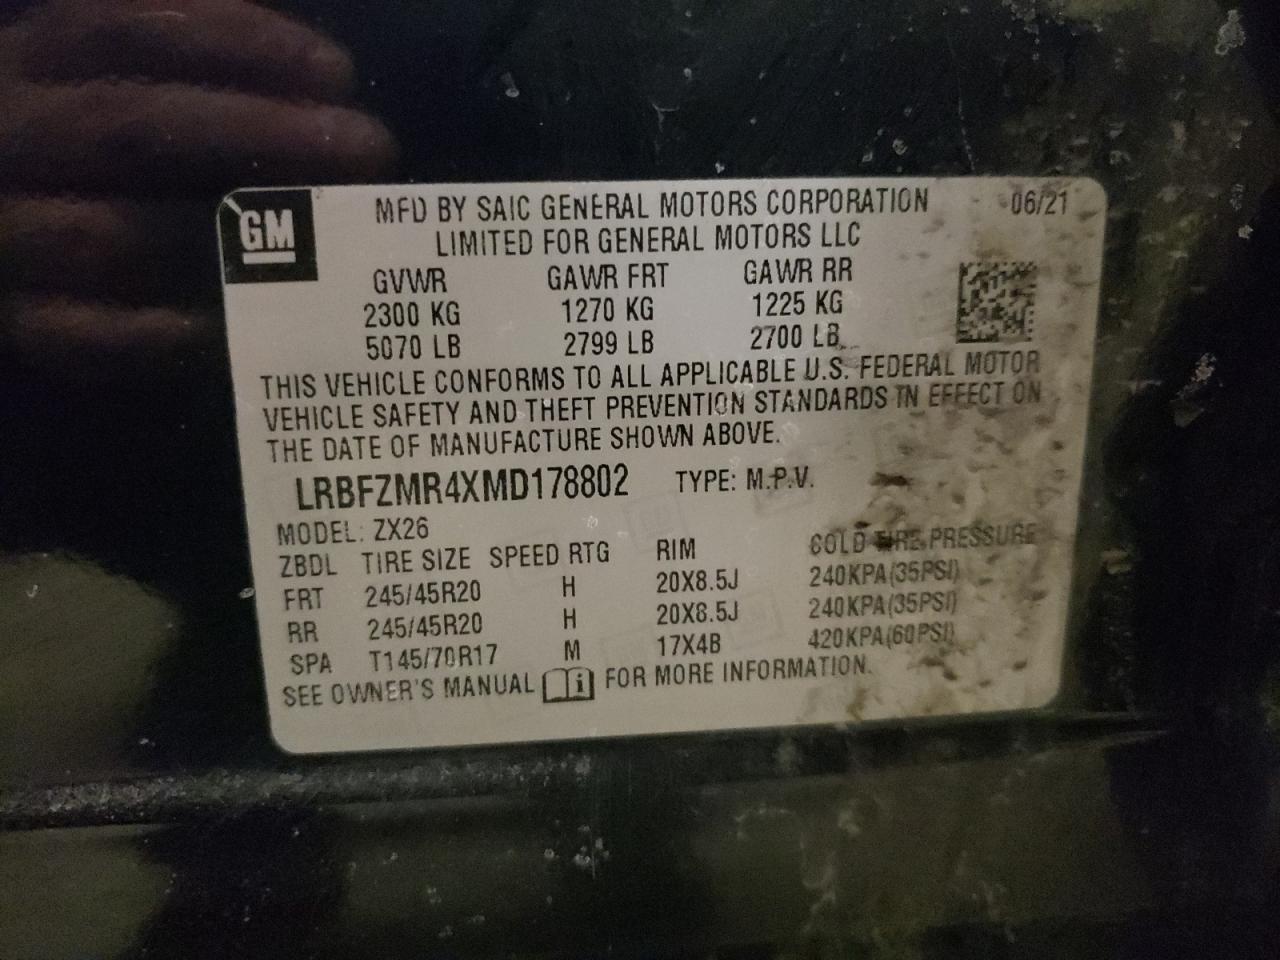 GM
MFD BY SAIC GENERAL MOTORS CORPORATION 06/21
LIMITED FOR GENERAL MOTORS LLC
GVWR GAWR FRT GAWR RR
2300 KG 1270 KG 1225 KG
5070 LB 2799 LB 2700 LB
THIS VEHICLE CONFORMS TO ALL APPLICABLE U.S. FEDERAL MOTOR
VEHICLE SAFETY AND THEFT PREVENTION STANDARDS IN EFFECT ON
THE DATE OF MANUFACTURE SHOWN ABOVE.
LRBFZMR4XMD178802 TYPE: M.P.V.
MODEL: ZX26
ZBDL TIRE SIZE SPEED RTG RIM COLD TIRE PRESSURE
FRT 245/45R20 H 20X8.5J 240KPA(35PSI)
RR 245/45R20 H 20X8.5J 240KPA(35PSI)
SPA T145/70R17 M 17X4B 420KPA(60PSI)
SEE OWNER'S MANUAL i FOR MORE INFORMATION.